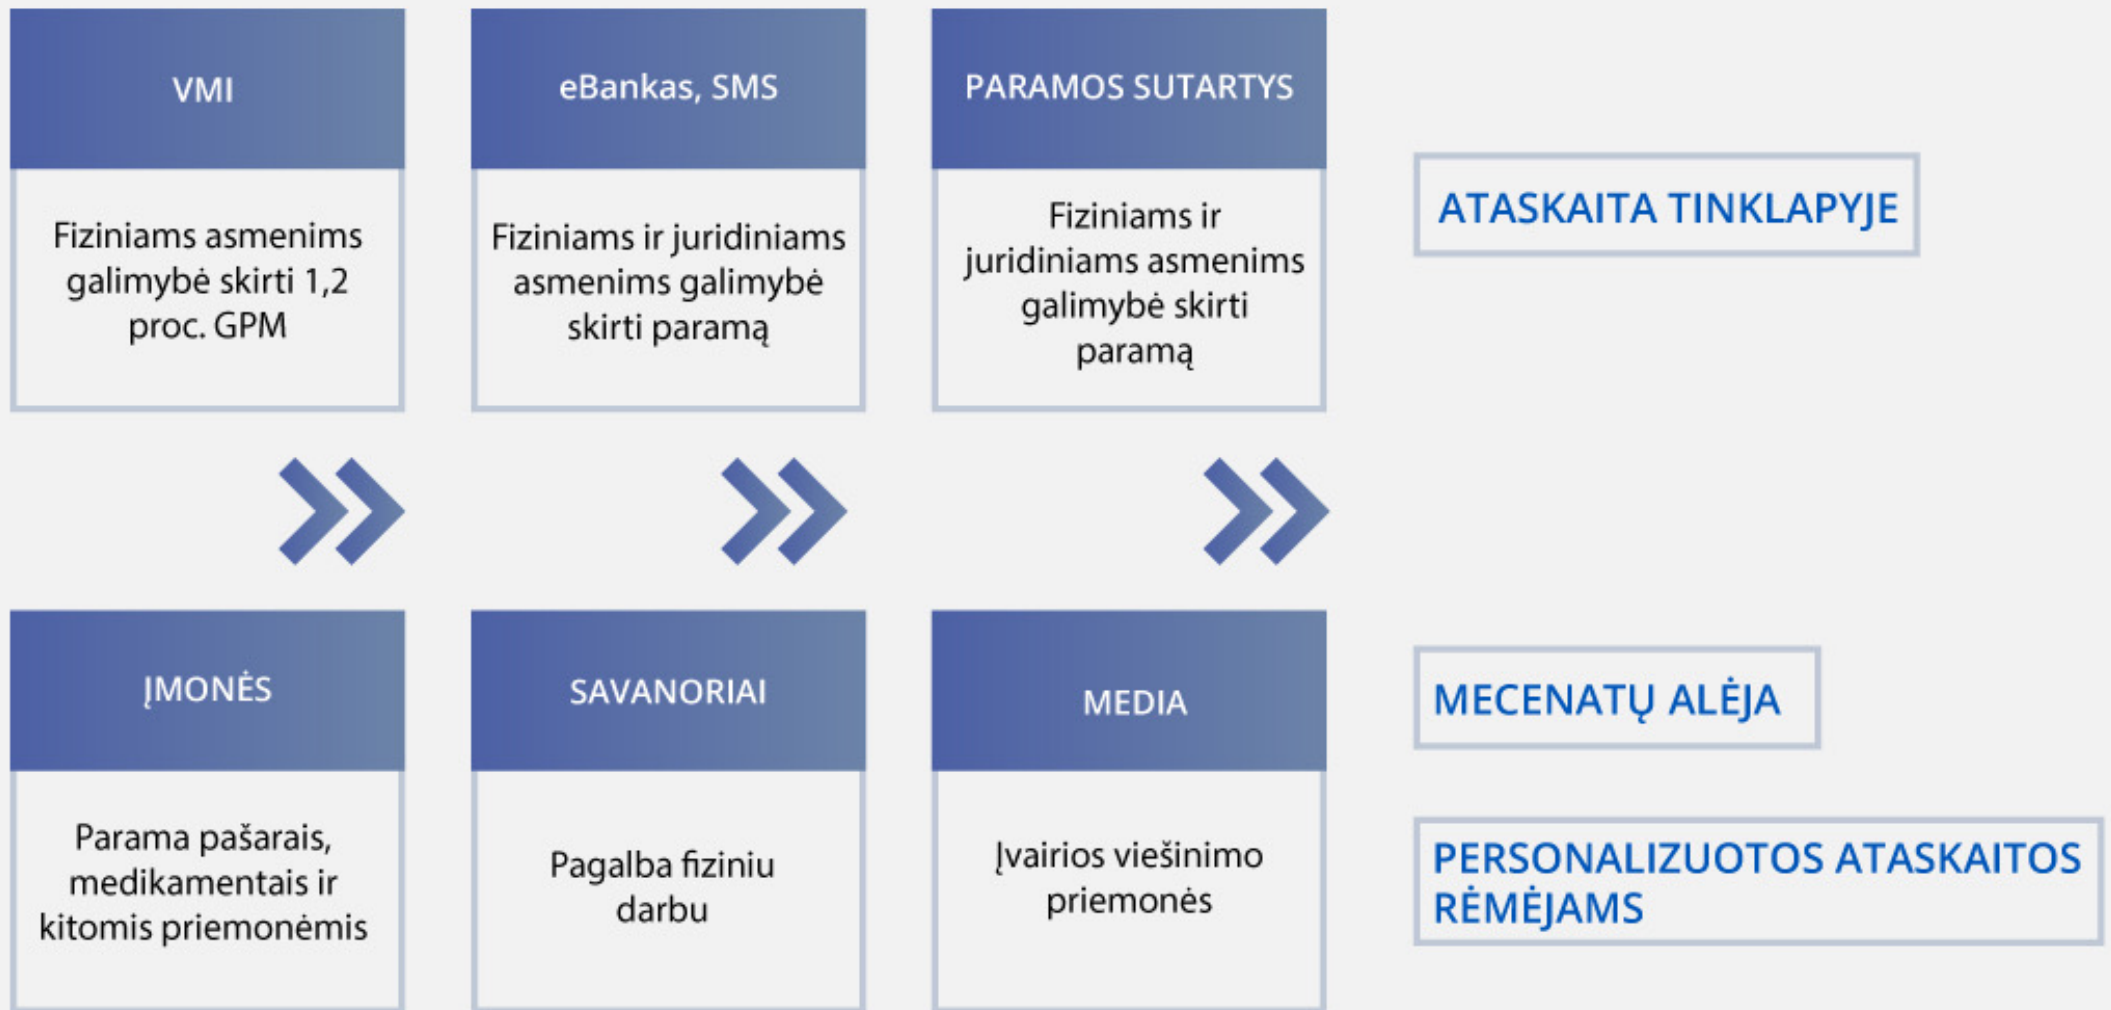 VMI
Fiziniams asmenims
galimybė skirti 1,2
proc. GPM
eBankas, SMS
Fiziniams ir juridiniams
asmenims galimybė
skirti paramą
PARAMOS SUTARTYS
Fiziniams ir
juridiniams asmenims
galimybė skirti
paramą
ATASKAITA TINKLAPYJE
ĮMONĖS
Parama pašarais,
medikamentais ir
kitomis priemonėmis
SAVANORIAI
Pagalba fiziniu
darbu
MEDIA
Įvairios viešinimo
priemonės
MECENATŲ ALĖJA
PERSONALIZUOTOS ATASKAITOS
RĖMĖJAMS